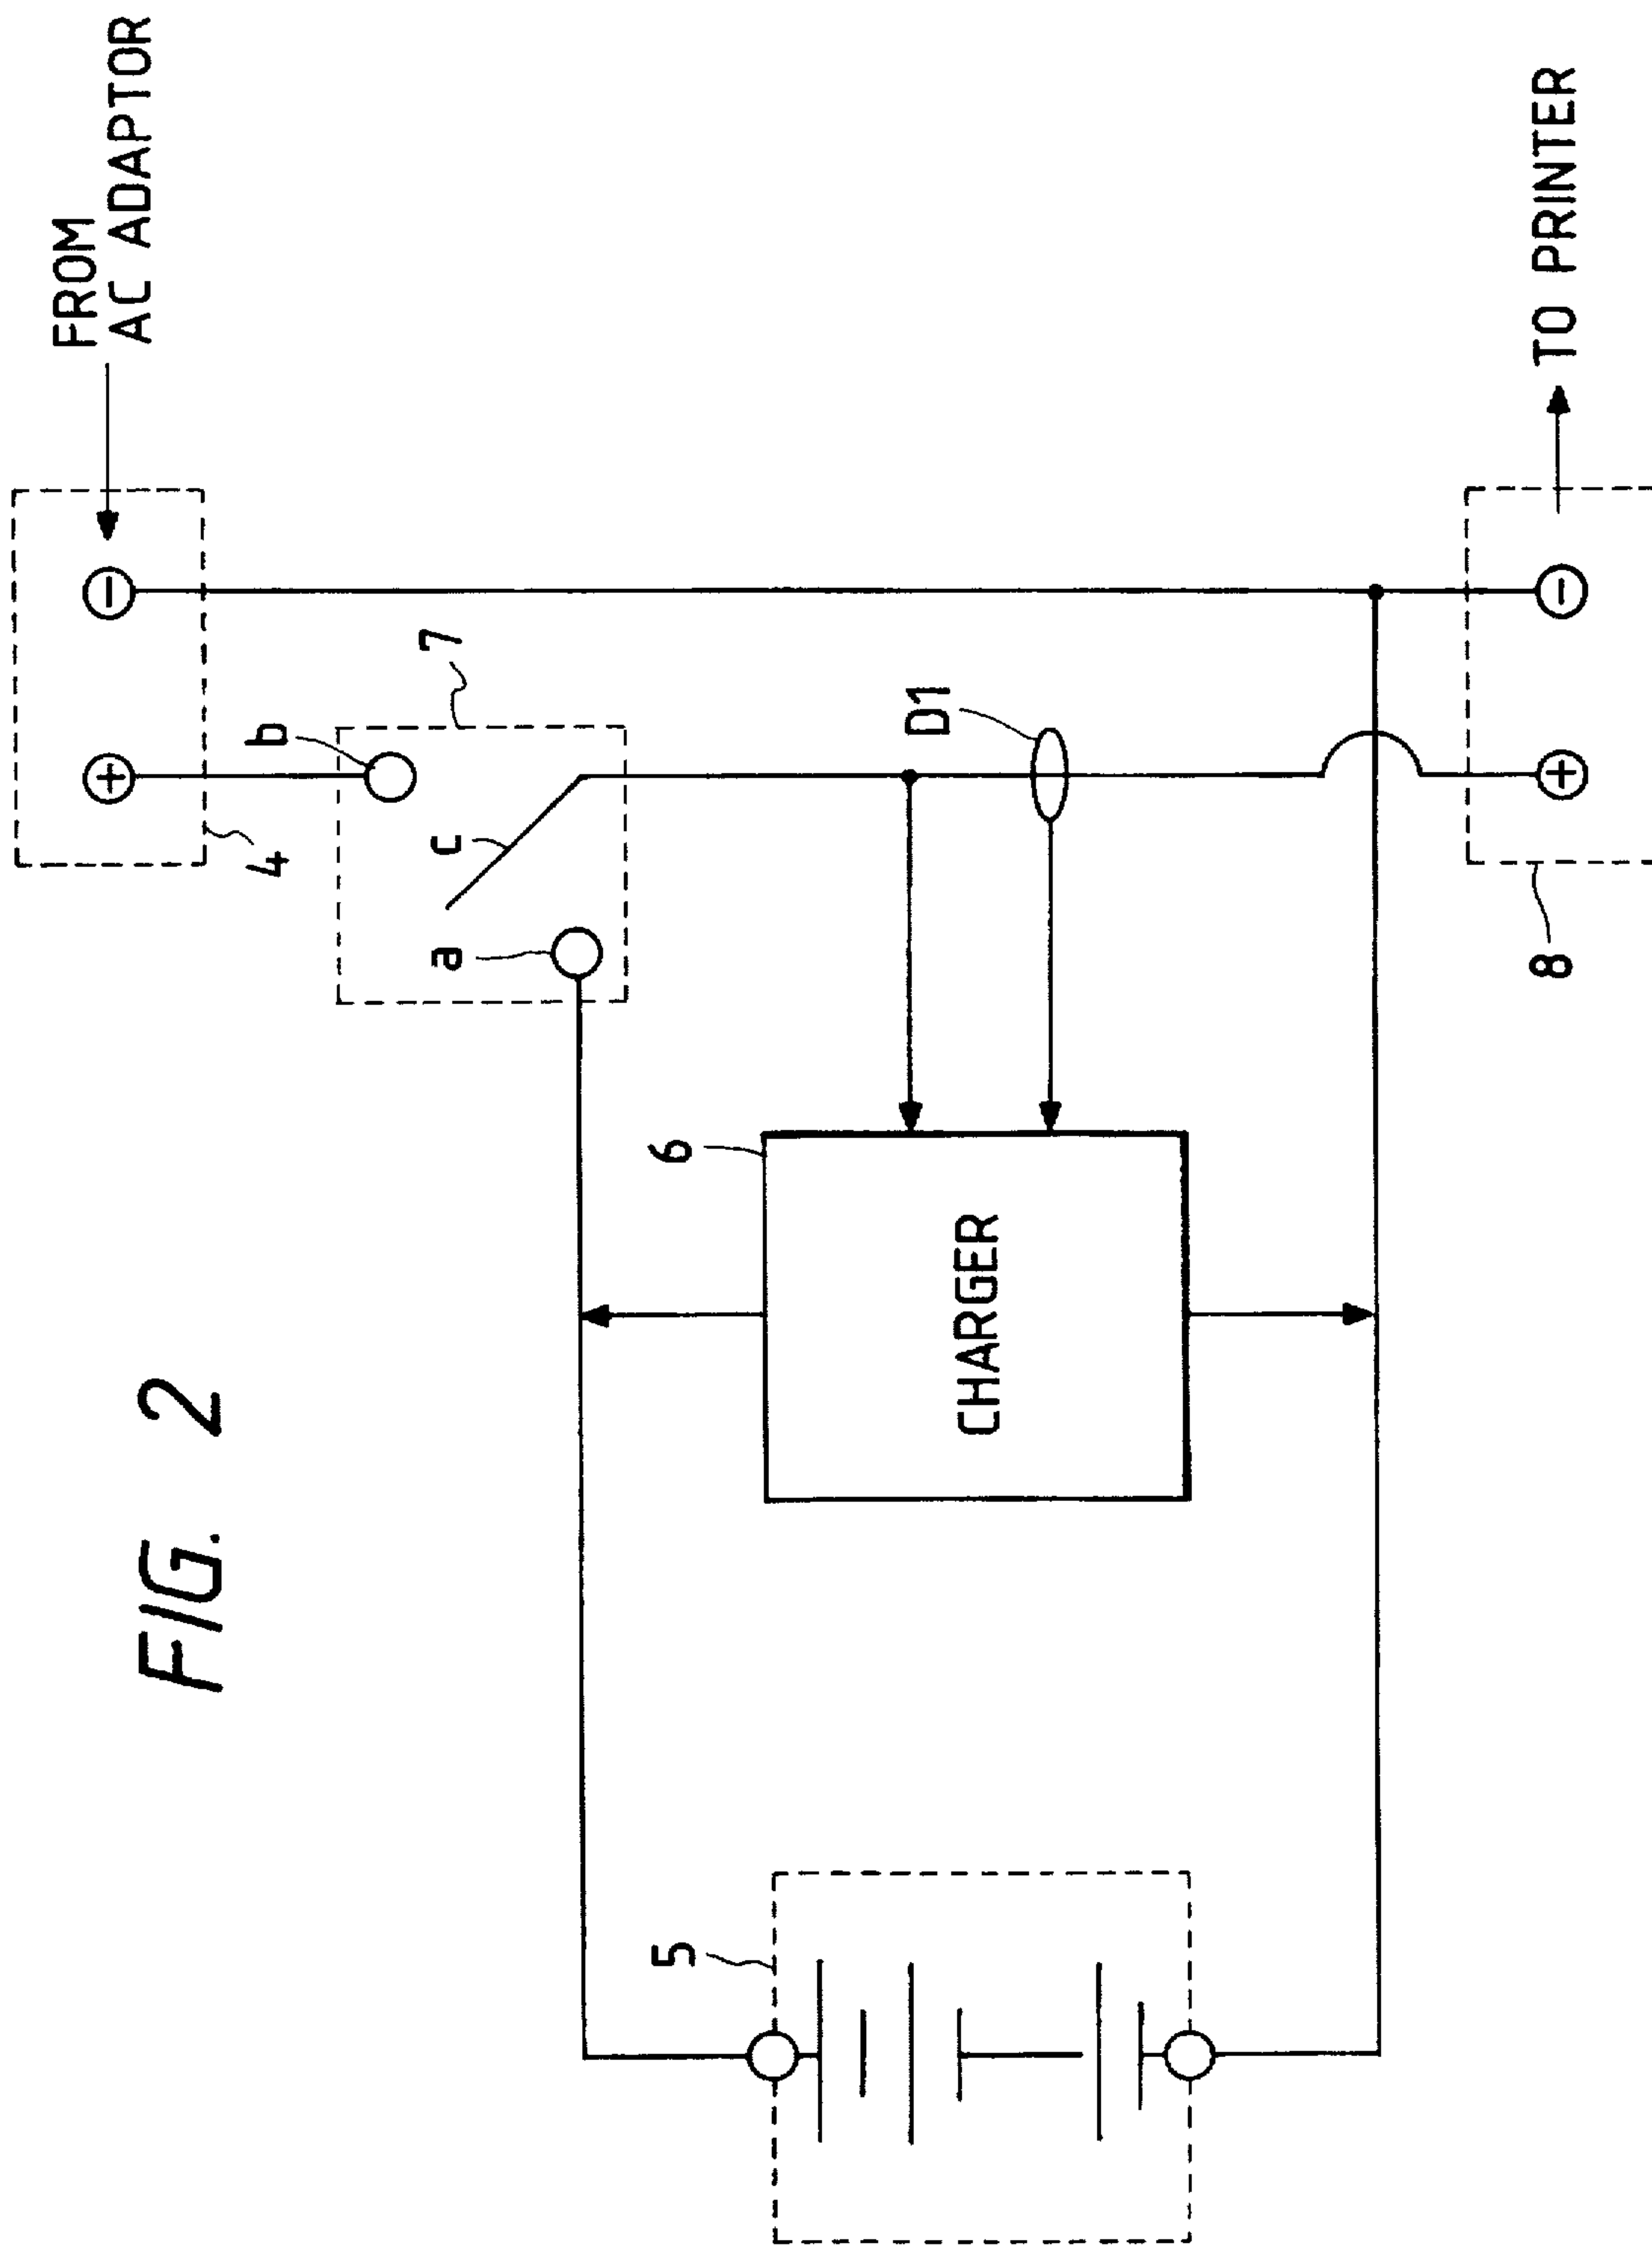 FIG. 2
FROM
AC ADAPTOR
4
b
7
c
a
6
D1
5
CHARGER
8
TO PRINTER